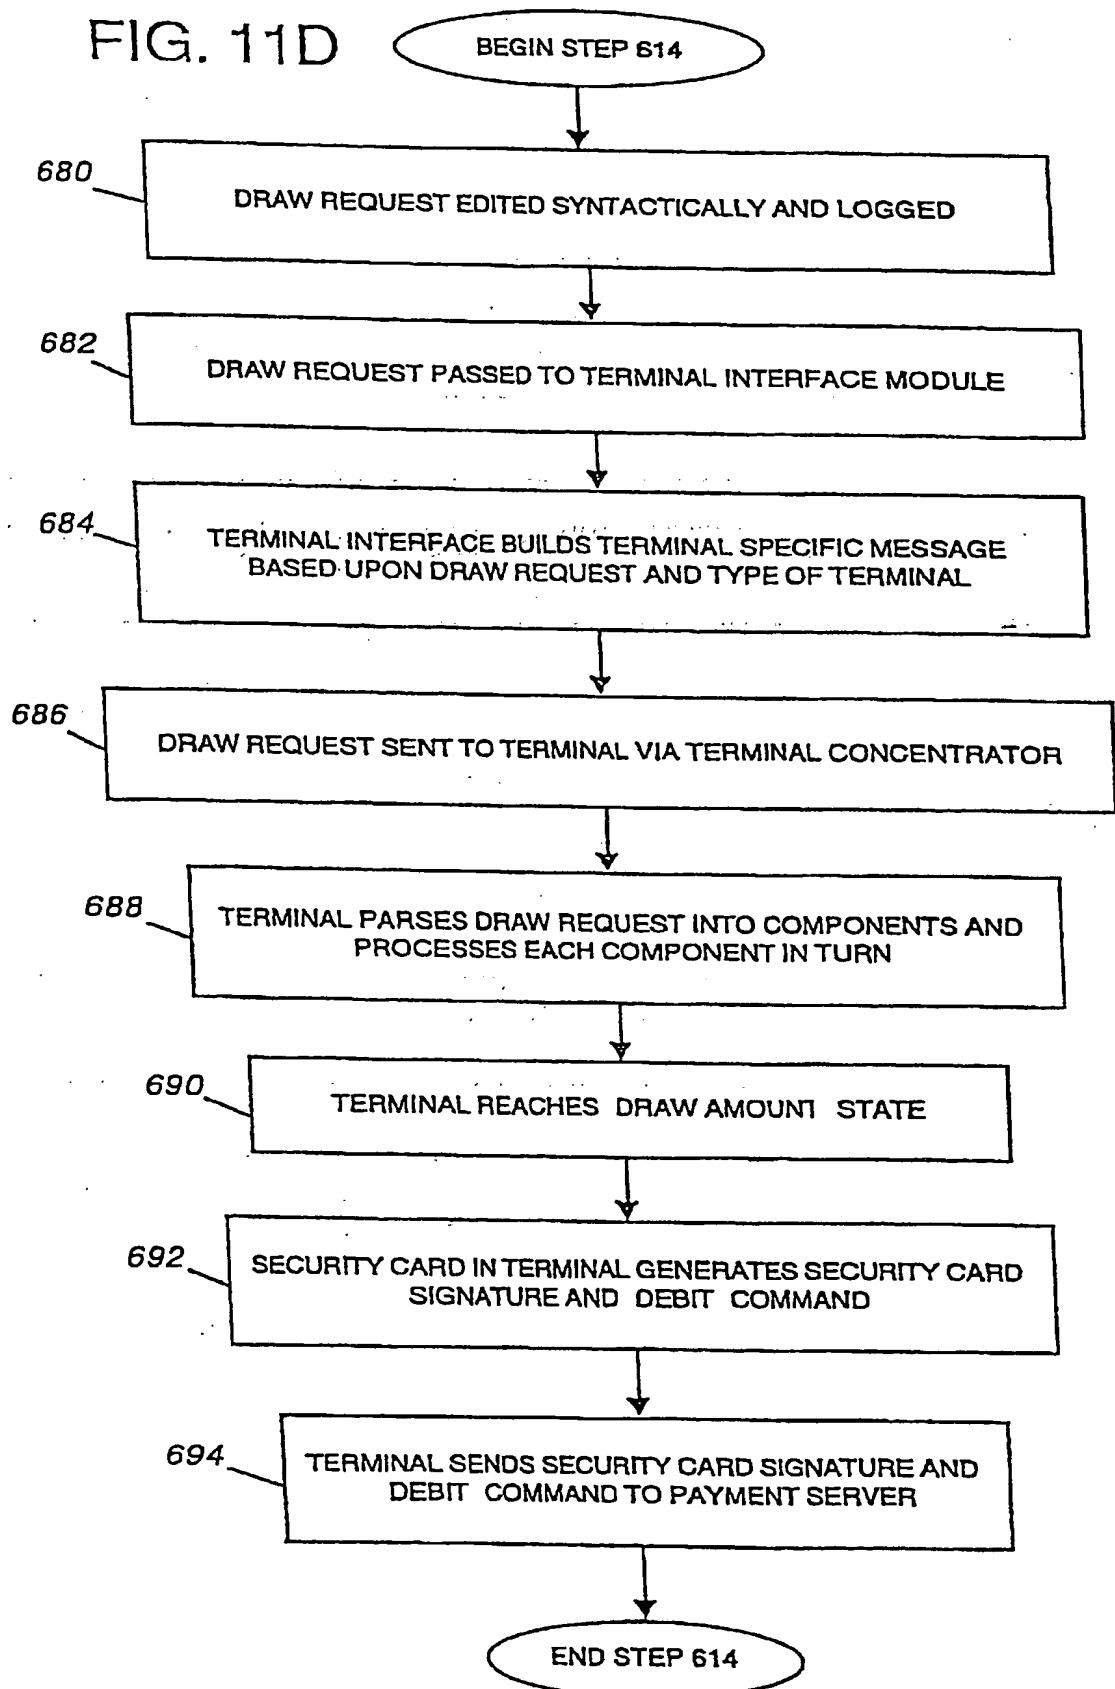 FIG. 11D
BEGIN STEP 614
680
DRAW REQUEST EDITED SYNTACTICALLY AND LOGGED
682
DRAW REQUEST PASSED TO TERMINAL INTERFACE MODULE
684
TERMINAL INTERFACE BUILDS TERMINAL SPECIFIC MESSAGE
BASED UPON DRAW REQUEST AND TYPE OF TERMINAL
686
DRAW REQUEST SENT TO TERMINAL VIA TERMINAL CONCENTRATOR
688
TERMINAL PARSES DRAW REQUEST INTO COMPONENTS AND
PROCESSES EACH COMPONENT IN TURN
690
TERMINAL REACHES DRAW AMOUNT STATE
692
SECURITY CARD IN TERMINAL GENERATES SECURITY CARD
SIGNATURE AND DEBIT COMMAND
694
TERMINAL SENDS SECURITY CARD SIGNATURE AND
DEBIT COMMAND TO PAYMENT SERVER
END STEP 614